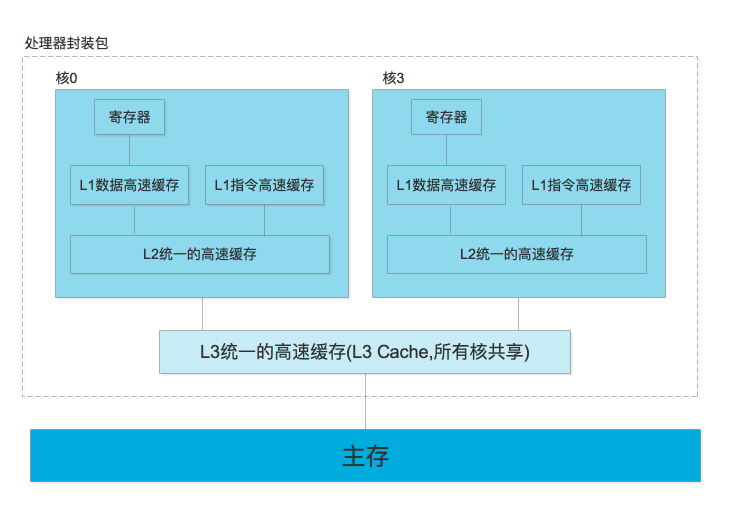 处理器封装包
核0
核3
寄存器
寄存器
L1数据高速缓存
L1指令高速缓存
L1数据高速缓存
L1指令高速缓存
L2统一的高速缓存
L2统一的高速缓存
L3统一的高速缓存(L3 Cache,所有核共享)
主存